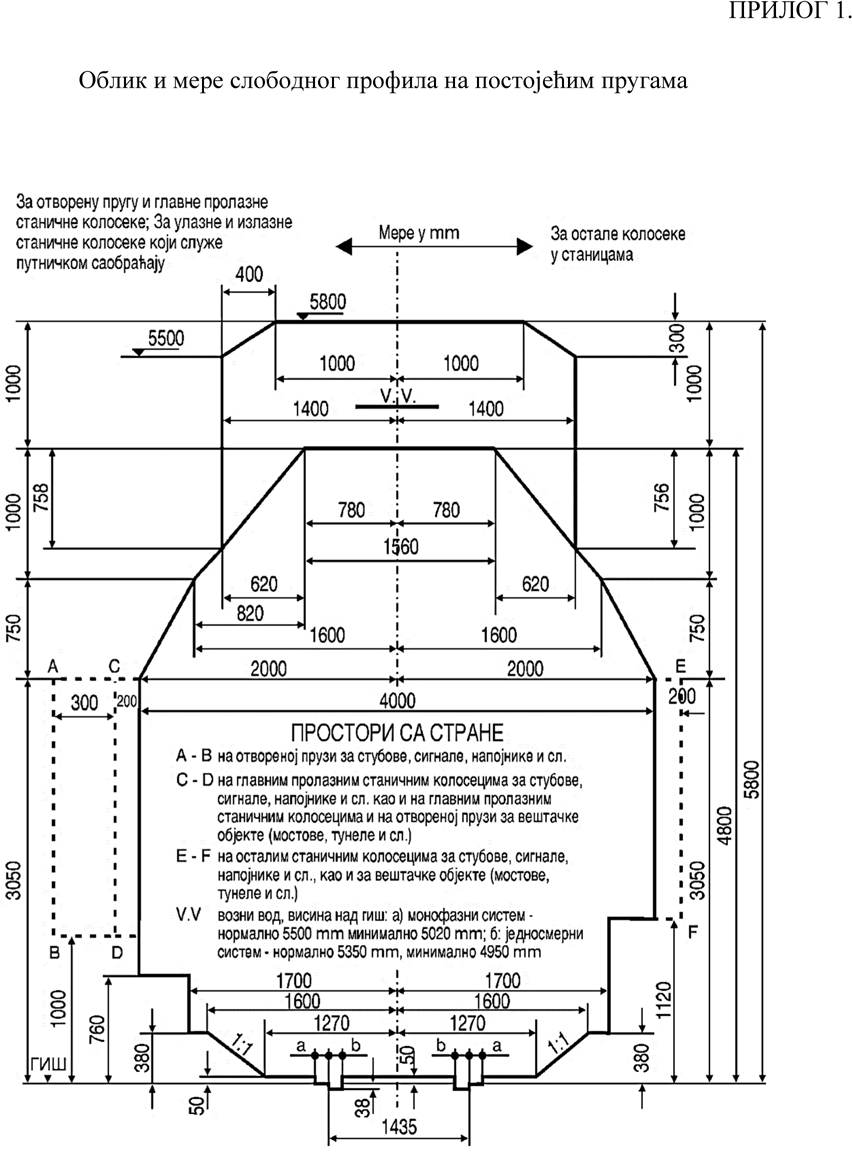 ПРИЛОГ 1.
Облик и мере слободног профила на постојећим пругама
За отворену пругу и главне пролазне
станичне колосеке; За улазне и излазне
станичне колосеке који служе
путничком саобраћају
Мере у mm
За остале колосеке
у станицама
400
5800
5500
300
1000
1000
1000
1000
V. V.
1400
1400
758
1000
756
1000
780
780
1560
620
620
820
750
750
1600
1600
A
C
E
2000
2000
300
200
4000
200
ПРОСТОРИ СА СТРАНЕ
A - B на отвореној прузи за стубове, сигнале, напојнике и сл.
C - D на главним пролазним станичним колосецима за стубове,
сигнале, напојнике и сл. као и на главним пролазним
станичним колосецима и на отвореној прузи за вештачке
објекте (мостове, тунеле и сл.)
E - F на осталим станичним колосецима за стубове, сигнале,
напојнике и сл., као и за вештачке објекте (мостове,
тунеле и сл.)
V.V возни вод, висина над гиш: а) монофазни систем -
нормално 5500 mm минимално 5020 mm; б: једносмерни
систем - нормално 5350 mm, минимално 4950 mm
3050
3050
4800
5800
B
D
F
1700
1700
1000
760
1600
1600
1120
1270
1270
380
1:1
a
b
50
b
a
1:1
380
ГИШ
50
38
1435